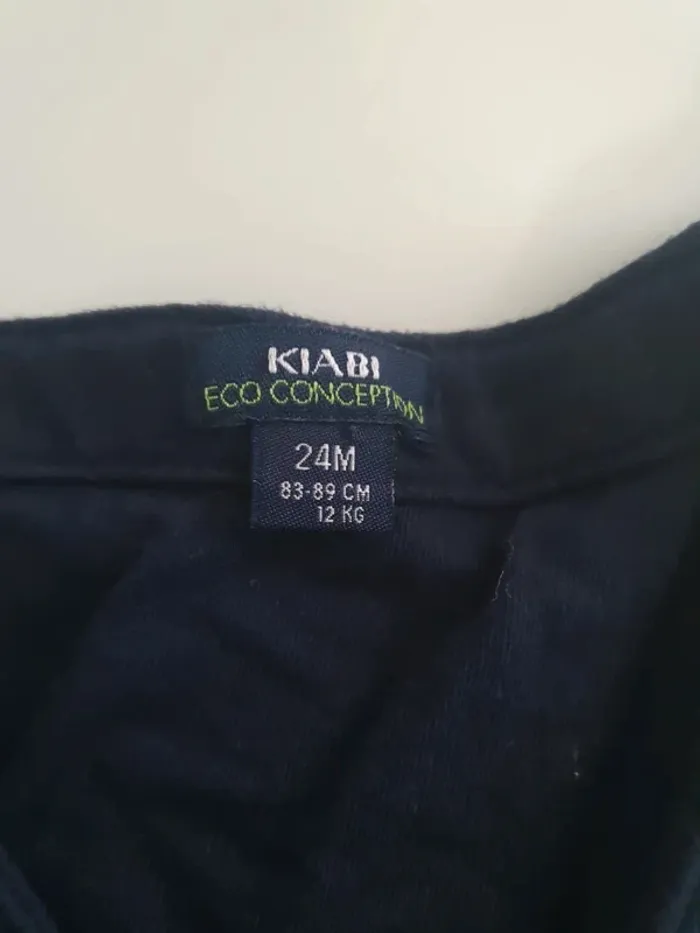 KIABI
ECO CONCEPTION
24M
83-89 CM
12 KG